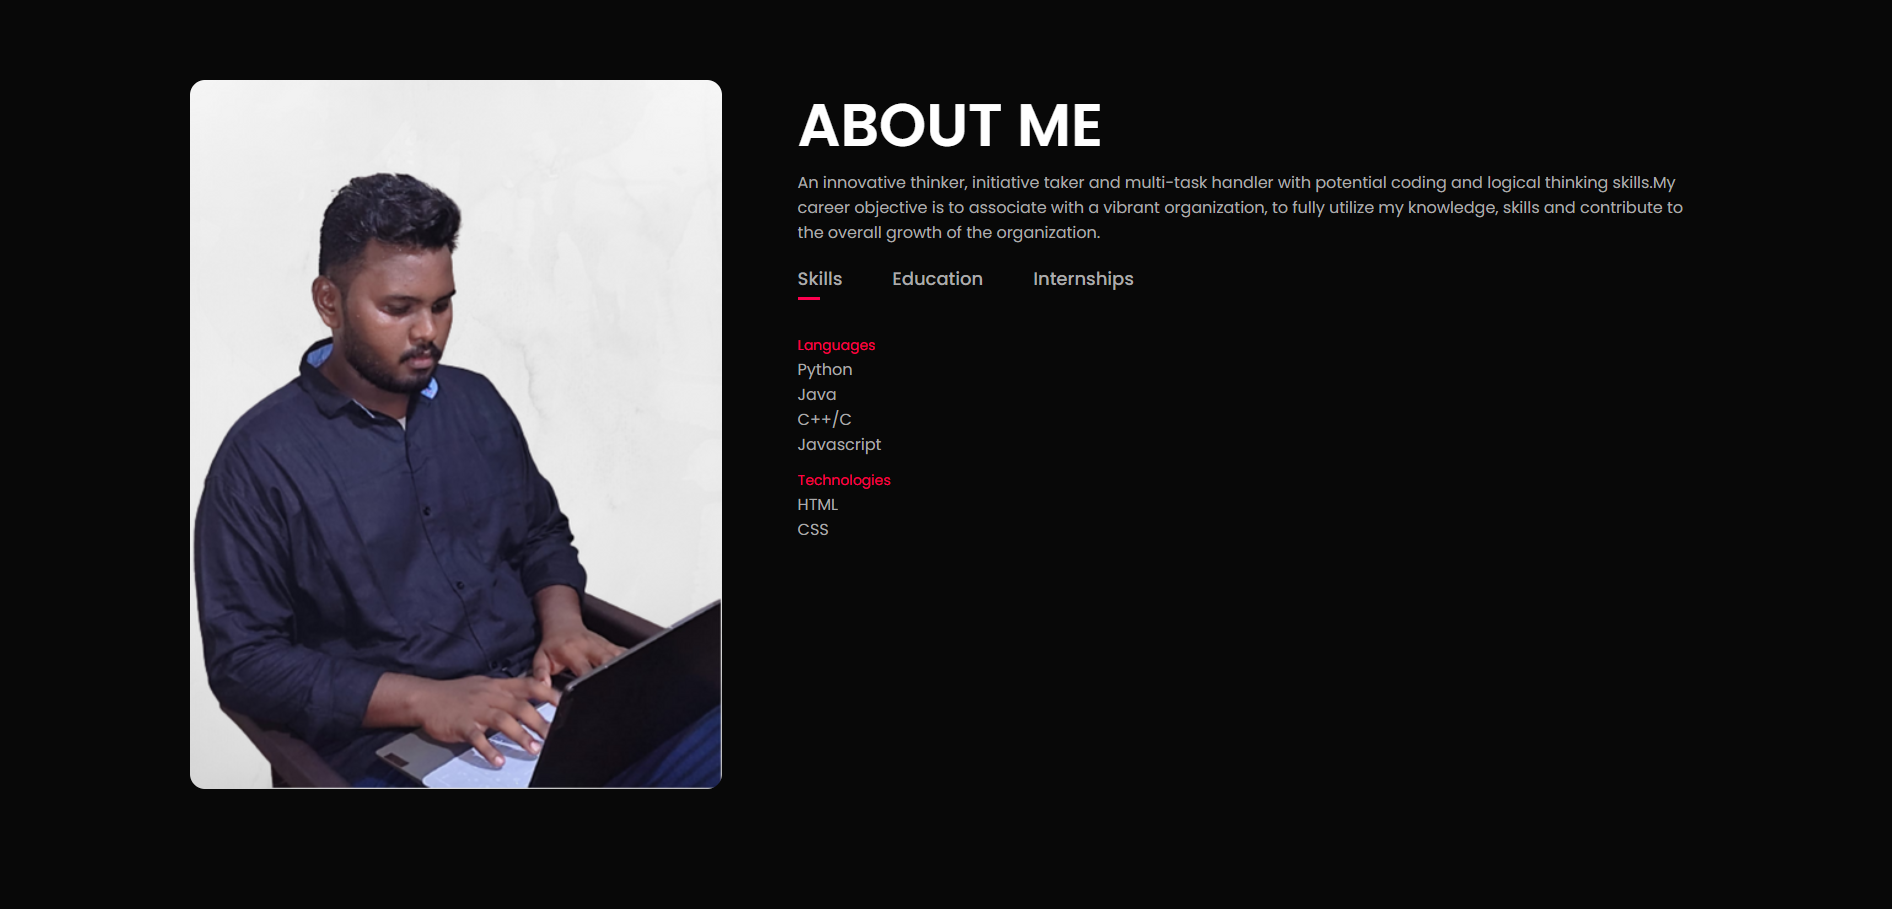 ABOUT ME
An innovative thinker, initiative taker and multi-task handler with potential coding and logical thinking skills.My
career objective is to associate with a vibrant organization, to fully utilize my knowledge, skills and contribute to
the overall growth of the organization.
Skills Education Internships
Languages
Python
Java
C++/C
Javascript
Technologies
HTML
CSS